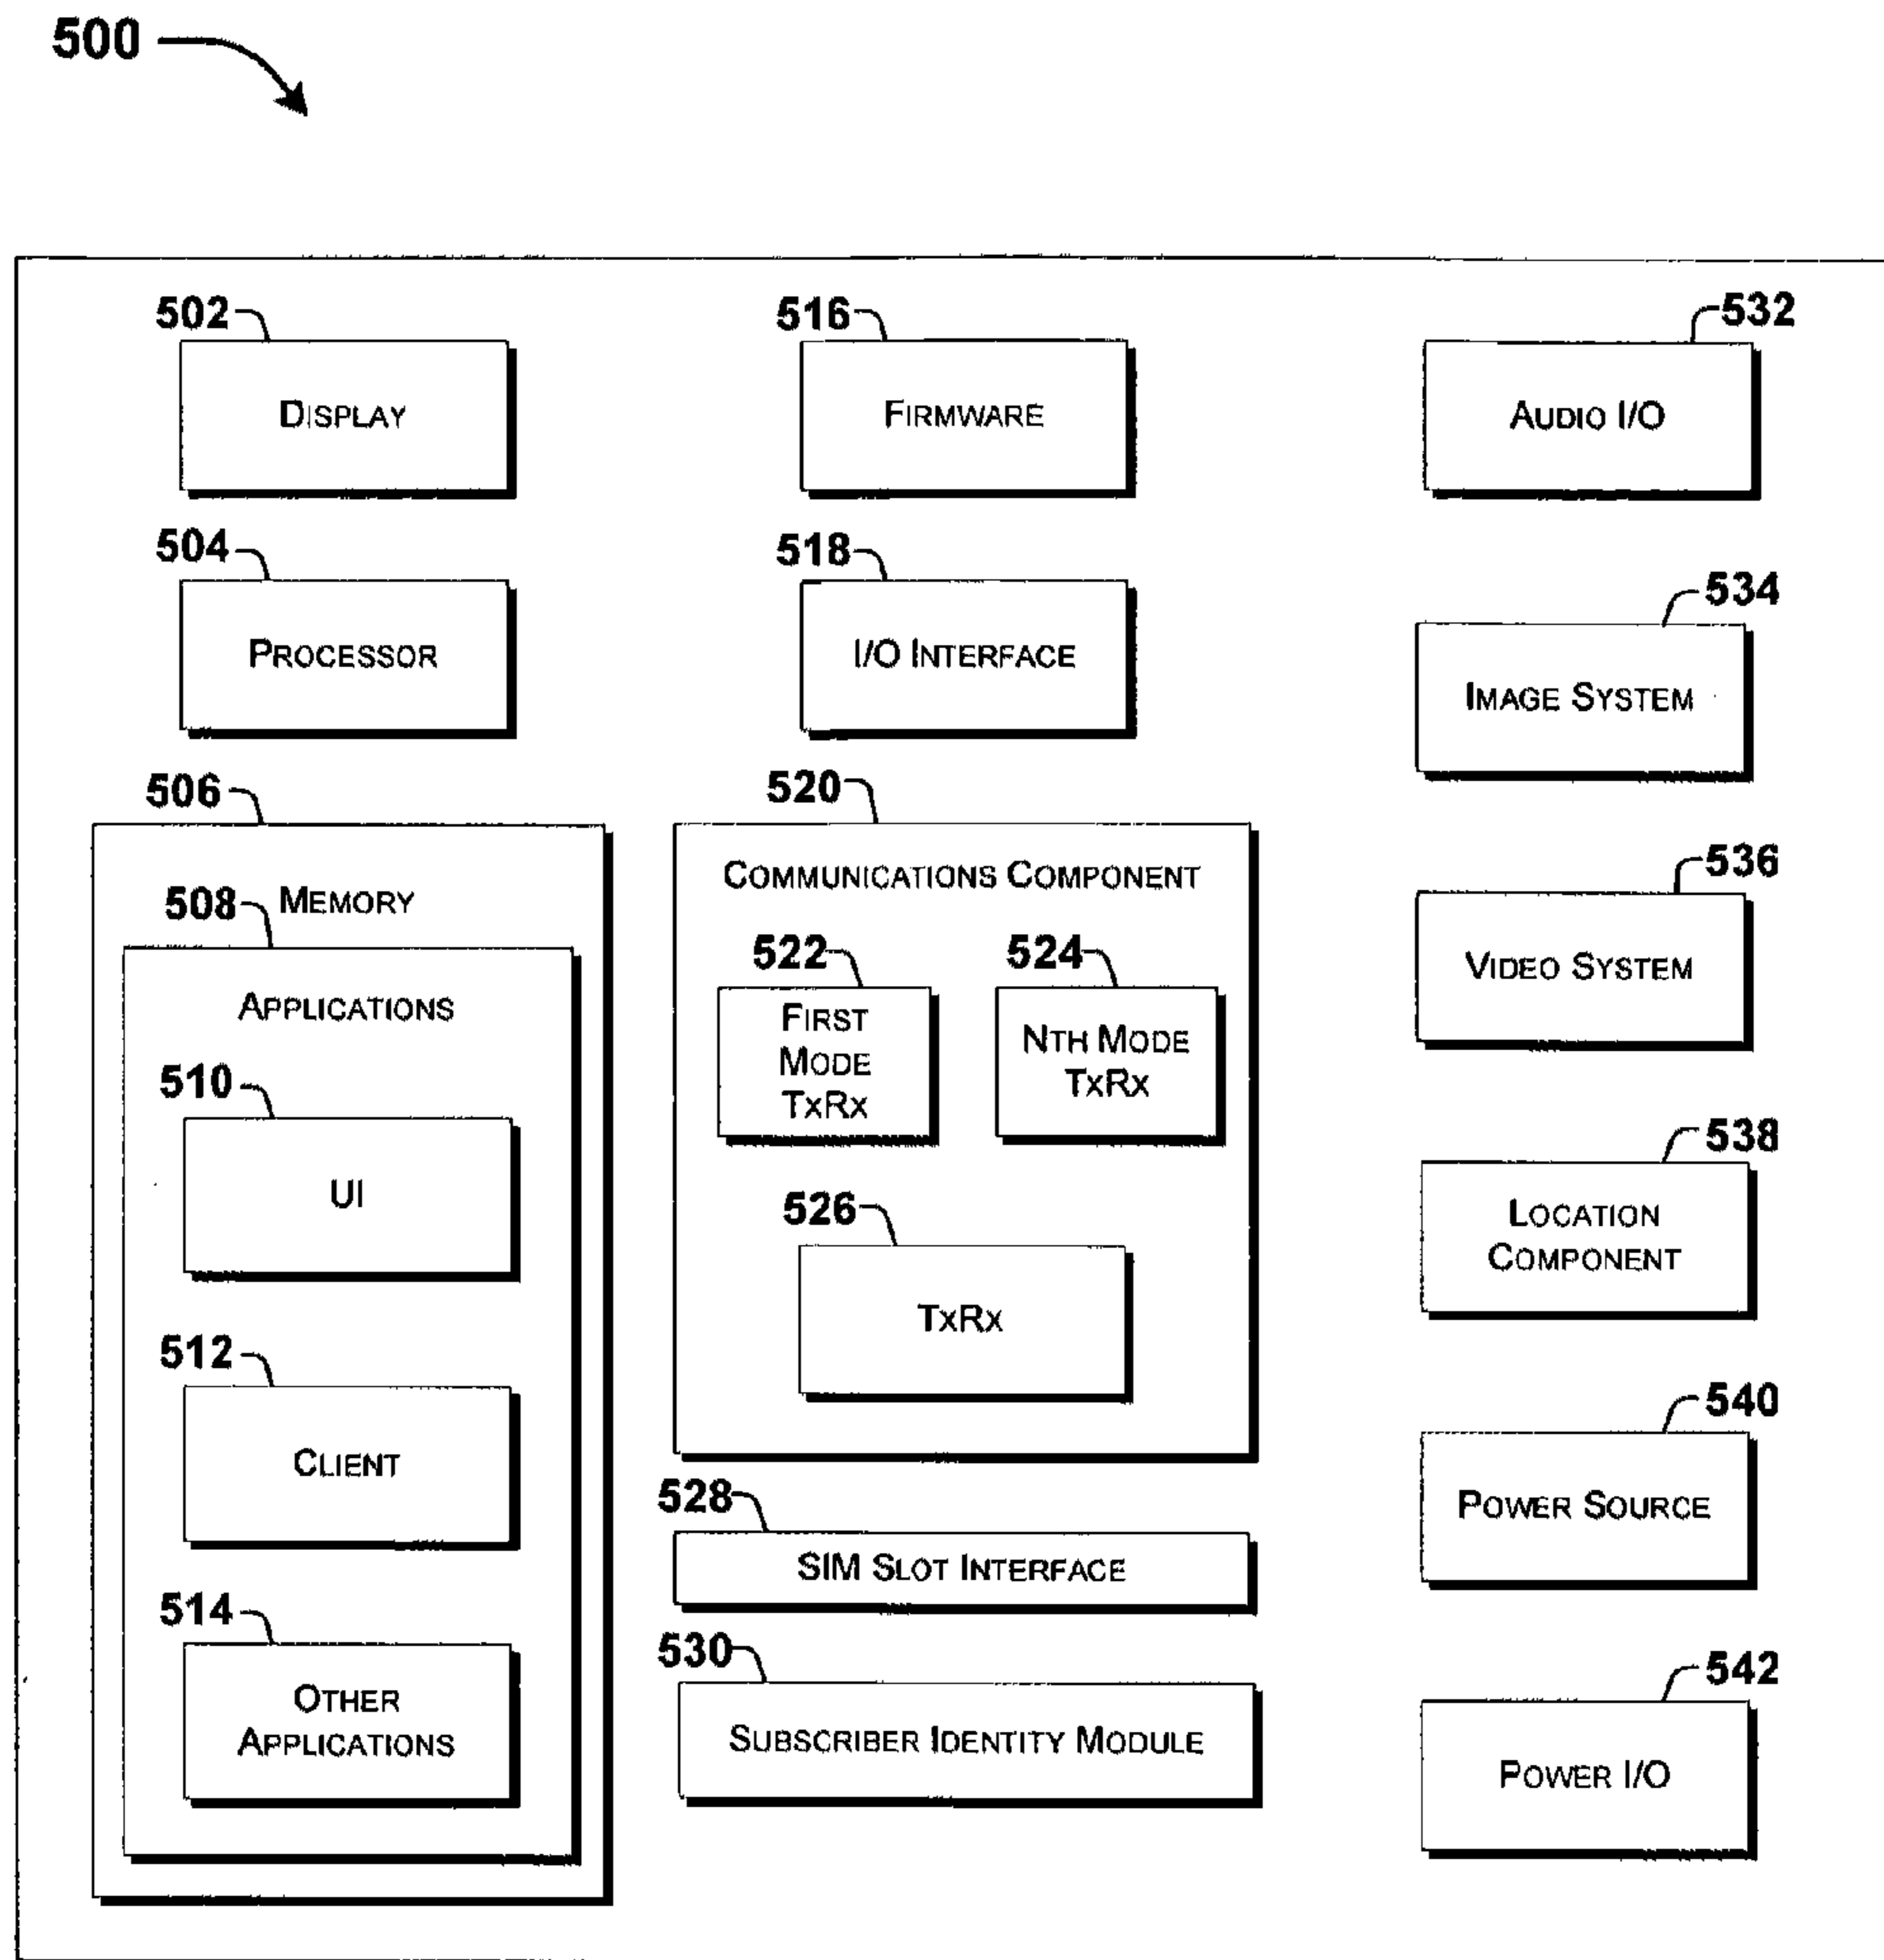 500
502
DISPLAY
504
PROCESSOR
506
MEMORY
508
APPLICATIONS
510
UI
512
CLIENT
514
OTHER
APPLICATIONS
516
FIRMWARE
518
I/O INTERFACE
520
COMMUNICATIONS COMPONENT
522
FIRST
MODE
TXRX
524
NTH MODE
TXRX
526
TXRX
528
SIM SLOT INTERFACE
530
SUBSCRIBER IDENTITY MODULE
532
AUDIO I/O
534
IMAGE SYSTEM
536
VIDEO SYSTEM
538
LOCATION
COMPONENT
540
POWER SOURCE
542
POWER I/O